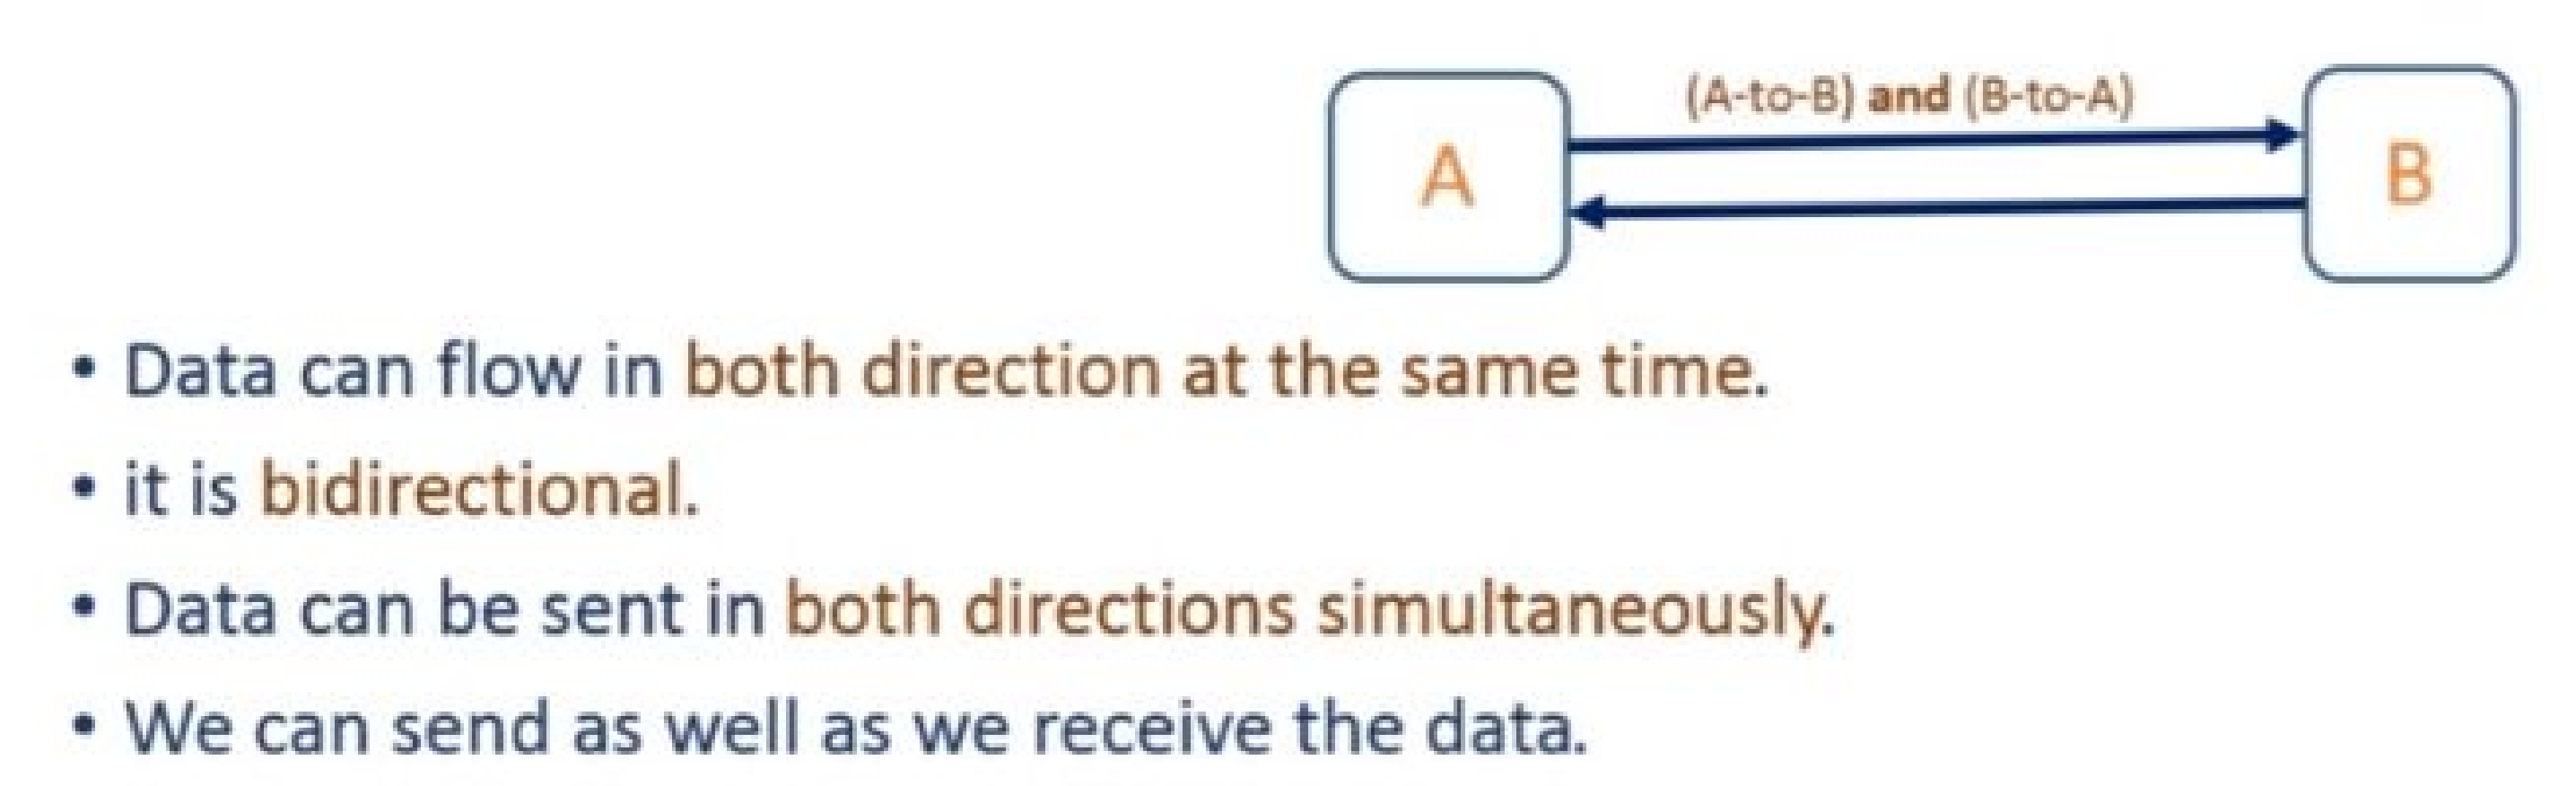 (A-to-B) and (B-to-A)
A
B
• Data can flow in both direction at the same time.
• it is bidirectional.
• Data can be sent in both directions simultaneously.
• We can send as well as we receive the data.